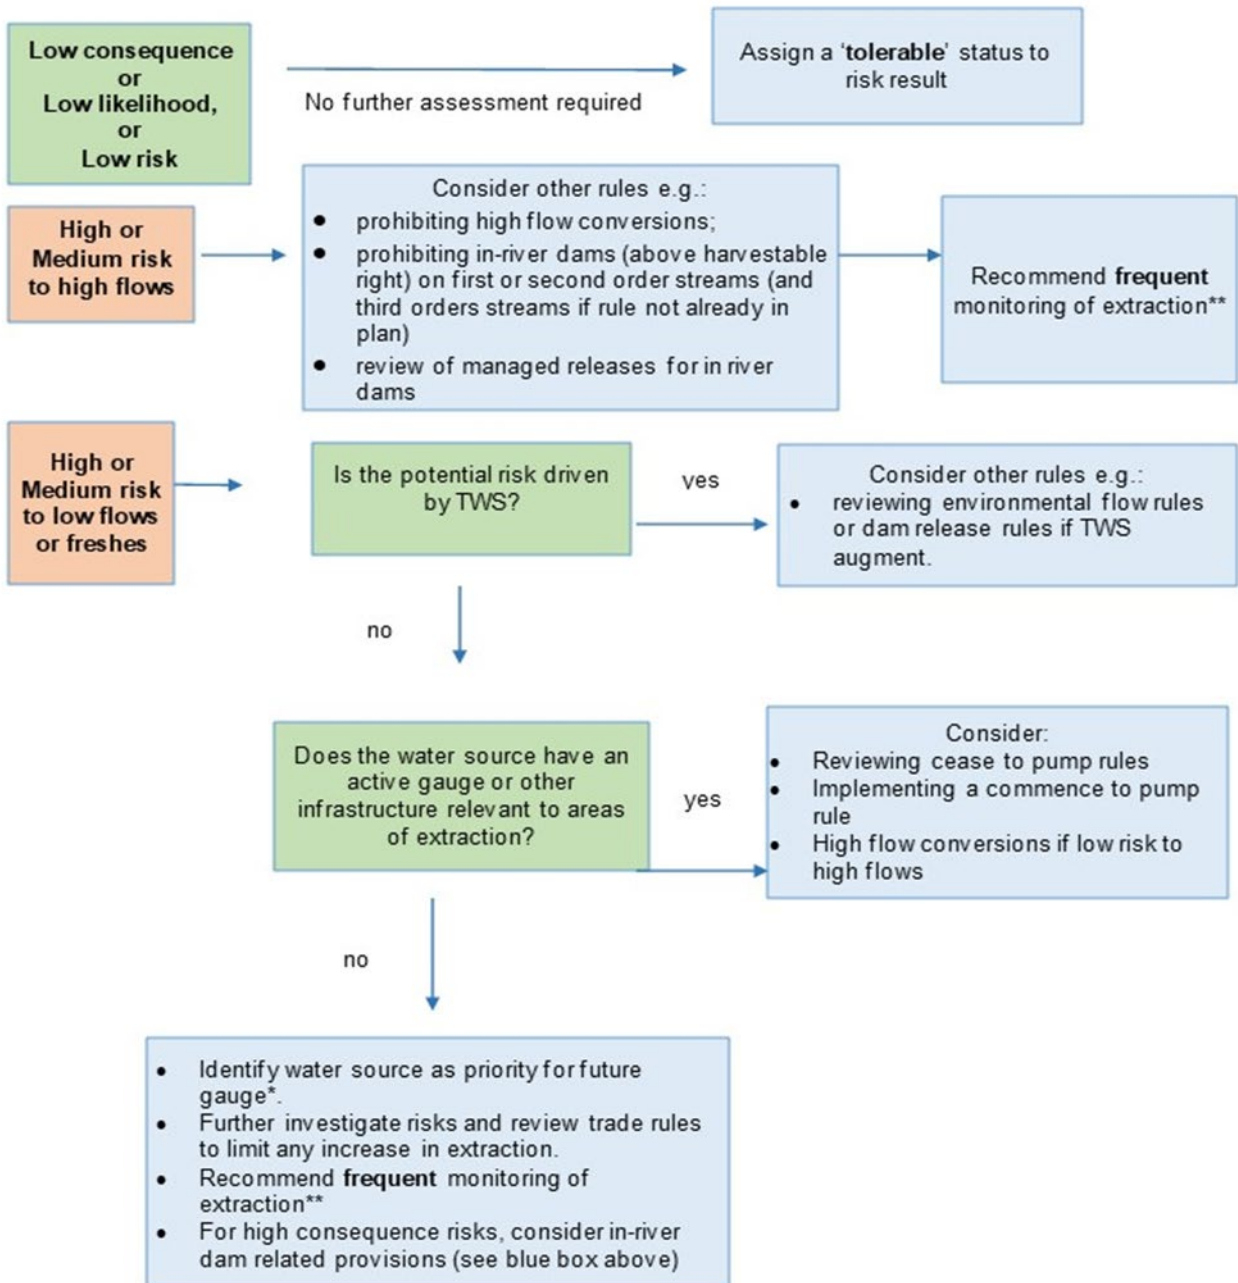 Low consequence
or
Low likelihood,
or
Low risk
No further assessment required
Assign a ‘tolerable’ status to
risk result
High or
Medium risk
to high flows
Consider other rules e.g.:
● prohibiting high flow conversions;
● prohibiting in-river dams (above harvestable
right) on first or second order streams (and
third orders streams if rule not already in
plan)
● review of managed releases for in river
dams
Recommend frequent
monitoring of extraction**
High or
Medium risk
to low flows
or freshes
Is the potential risk driven
by TWS?
yes
Consider other rules e.g.:
• reviewing environmental flow rules
or dam release rules if TWS
augment.
no
Does the water source have an
active gauge or other
infrastructure relevant to areas
of extraction?
yes
Consider:
• Reviewing cease to pump rules
• Implementing a commence to pump
rule
• High flow conversions if low risk to
high flows
no
• Identify water source as priority for future
gauge*.
• Further investigate risks and review trade rules
to limit any increase in extraction.
• Recommend frequent monitoring of
extraction**
• For high consequence risks, consider in-river
dam related provisions (see blue box above)